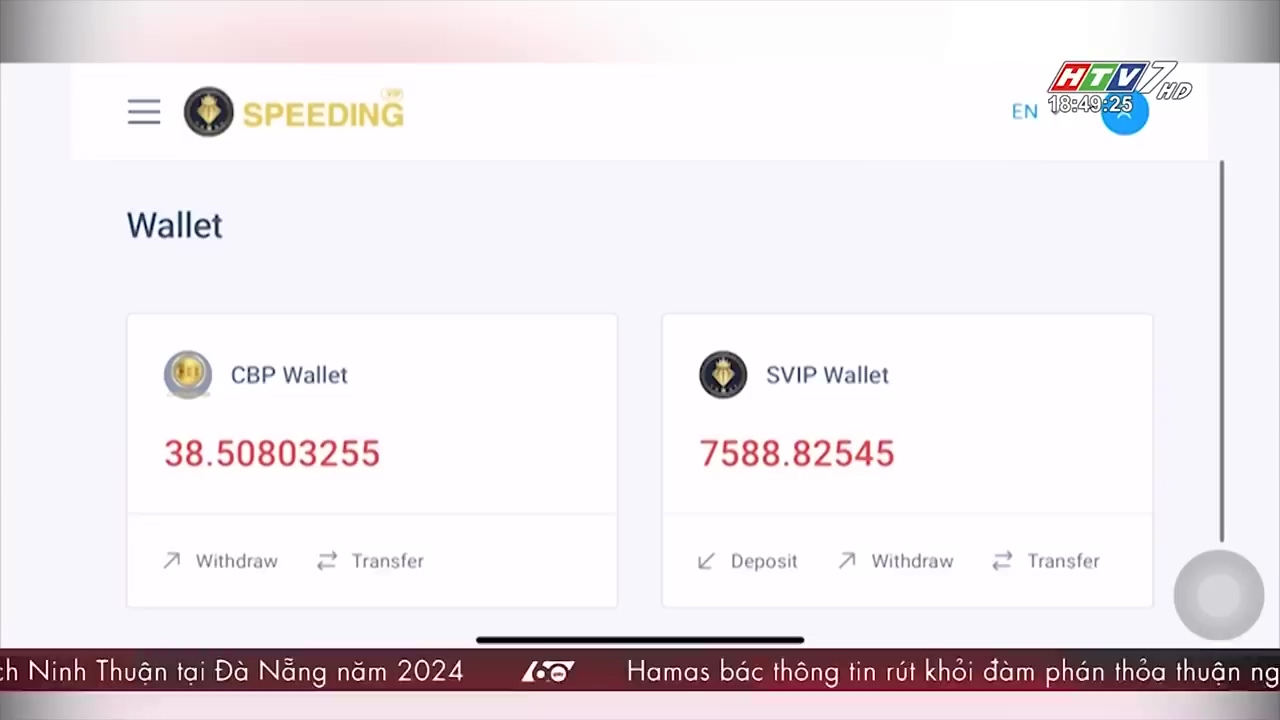 HTV7 HD
18:49:25
SPEEDING VIP
EN
Wallet
CBP Wallet
38.50803255
Withdraw Transfer
SVIP Wallet
7588.82545
Deposit Withdraw Transfer
ch Ninh Thuận tại Đà Nẵng năm 2024 60 Hamas bác thông tin rút khỏi đàm phán thỏa thuận ng